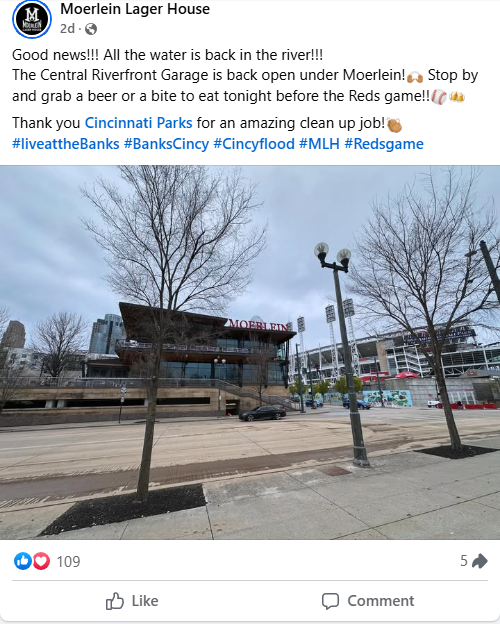 Moerlein Lager House
2d ·
Good news!!! All the water is back in the river!!!
The Central Riverfront Garage is back open under Moerlein!🙌🏼 Stop by
and grab a beer or a bite to eat tonight before the Reds game!!⚾🍻
Thank you Cincinnati Parks for an amazing clean up job!👏🏼
#liveattheBanks #BanksCincy #Cincyflood #MLH #Redsgame
MOERLEIN
109
5
Like
Comment